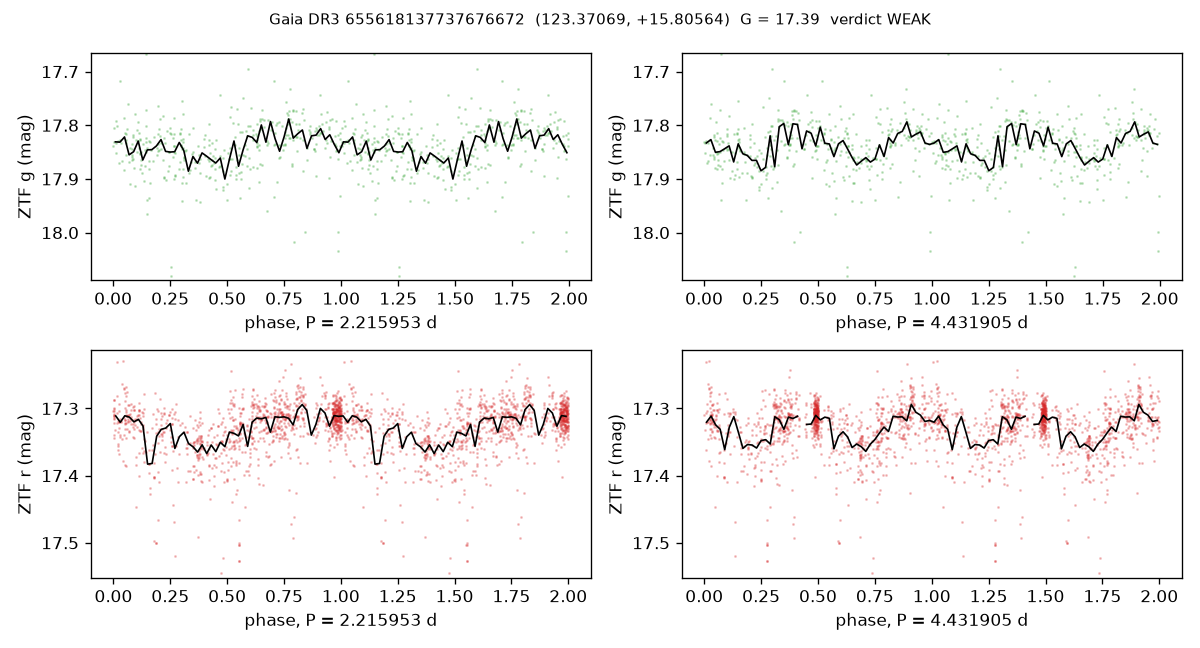 Gaia DR3 656618137737676672  (123.37069, +15.80564)  G = 17.39  verdict WEAK
ZTF g (mag)
17.7
17.8
17.9
18.0
0.00 0.25 0.50 0.75 1.00 1.25 1.50 1.75 2.00
phase, P = 2.215953 d
ZTF g (mag)
17.7
17.8
17.9
18.0
0.00 0.25 0.50 0.75 1.00 1.25 1.50 1.75 2.00
phase, P = 4.431905 d
ZTF r (mag)
17.3
17.4
17.5
0.00 0.25 0.50 0.75 1.00 1.25 1.50 1.75 2.00
phase, P = 2.215953 d
ZTF r (mag)
17.3
17.4
17.5
0.00 0.25 0.50 0.75 1.00 1.25 1.50 1.75 2.00
phase, P = 4.431905 d